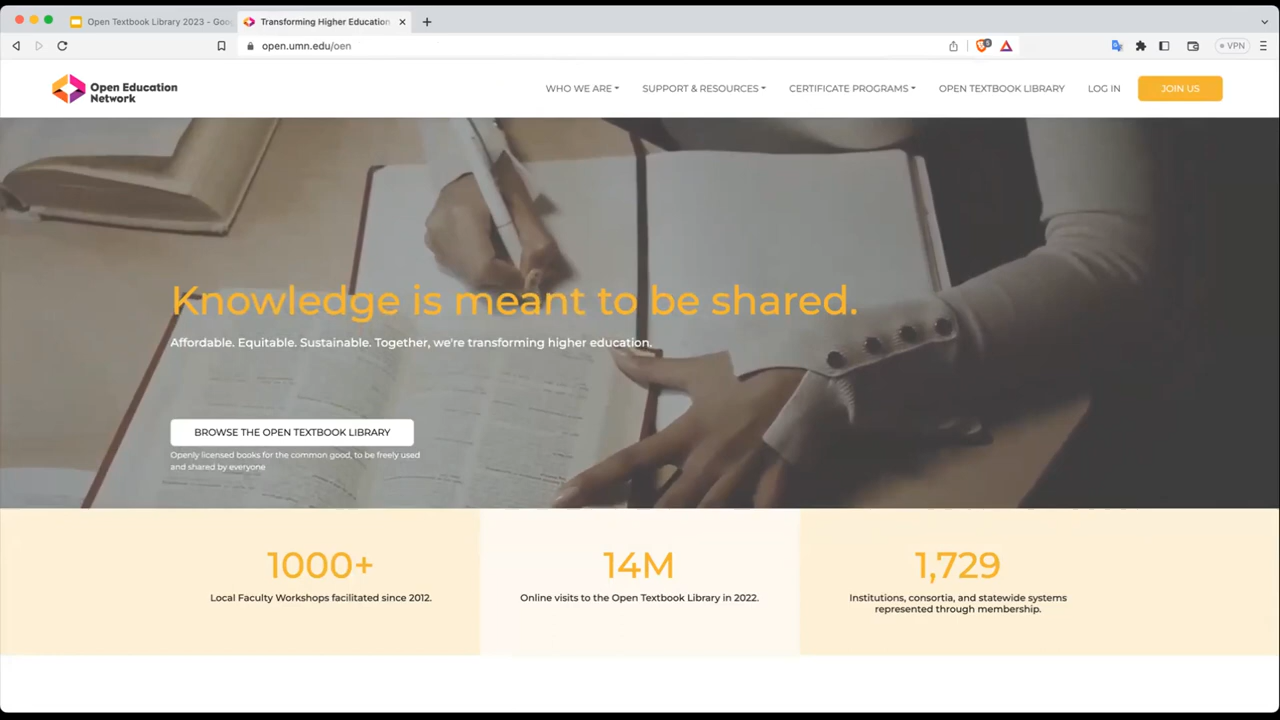 Open Textbook Library 2023 - Goo
Transforming Higher Education
open.umn.edu/oen
VPN
Open Education
Network
WHO WE ARE
SUPPORT & RESOURCES
CERTIFICATE PROGRAMS
OPEN TEXTBOOK LIBRARY
LOG IN
JOIN US
Knowledge is meant to be shared.
Affordable. Equitable. Sustainable. Together, we're transforming higher education.
BROWSE THE OPEN TEXTBOOK LIBRARY
Openly licensed books for the common good, to be freely used
and shared by everyone
1000+
Local Faculty Workshops facilitated since 2012.
14M
Online visits to the Open Textbook Library in 2022.
1,729
Institutions, consortia, and statewide systems
represented through membership.